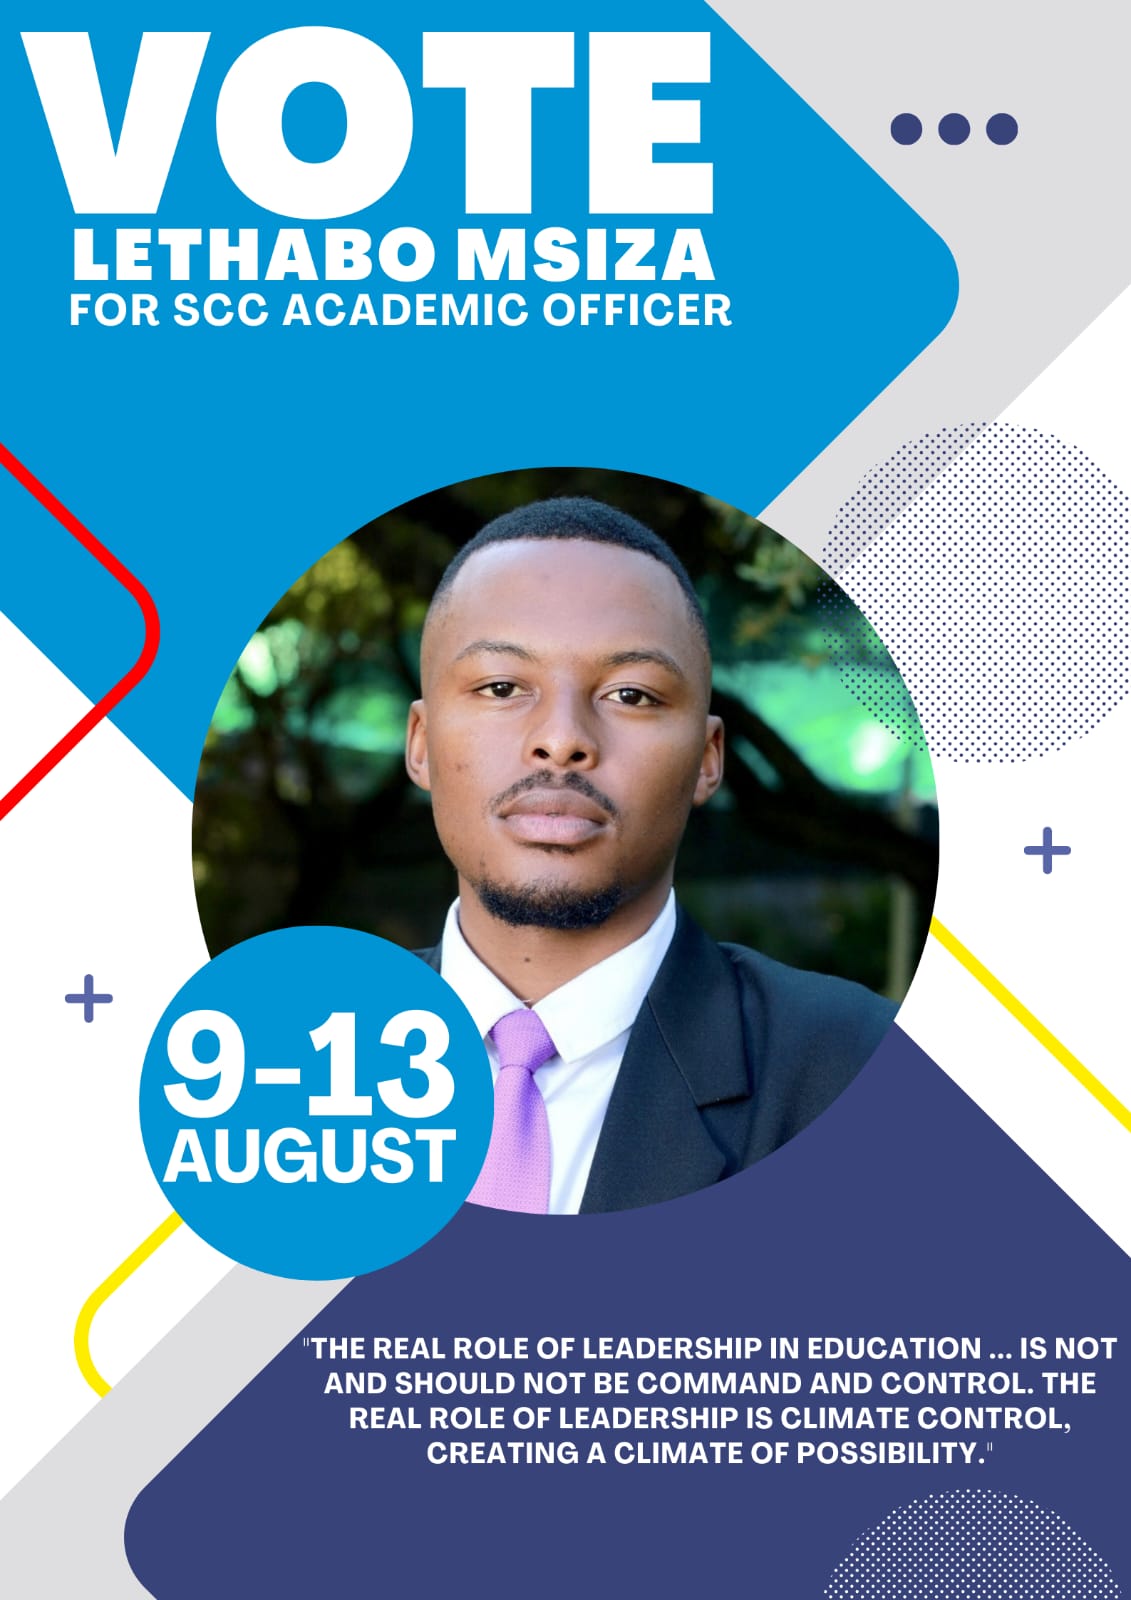 VOTE
LETHABO MSIZA
FOR SCC ACADEMIC OFFICER
9-13
AUGUST
"THE REAL ROLE OF LEADERSHIP IN EDUCATION ... IS NOT
AND SHOULD NOT BE COMMAND AND CONTROL. THE
REAL ROLE OF LEADERSHIP IS CLIMATE CONTROL,
CREATING A CLIMATE OF POSSIBILITY."